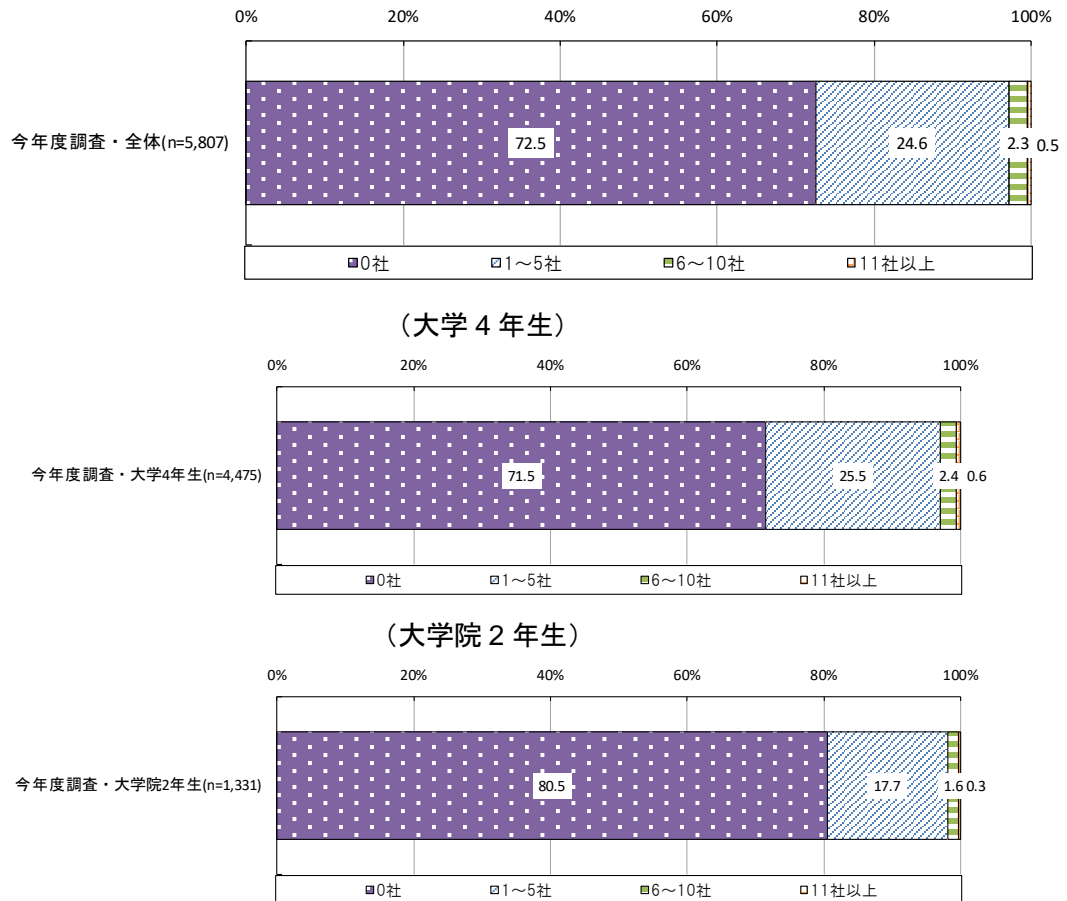 0% 20% 40% 60% 80% 100%
今年度調査・全体(n=5,807) 72.5 24.6 2.3 0.5
0社 1～5社 6～10社 11社以上
（大学 4 年生）
0% 20% 40% 60% 80% 100%
今年度調査・大学4年生(n=4,475) 71.5 25.5 2.4 0.6
0社 1～5社 6～10社 11社以上
（大学院 2 年生）
0% 20% 40% 60% 80% 100%
今年度調査・大学院2年生(n=1,331) 80.5 17.7 1.6 0.3
0社 1～5社 6～10社 11社以上